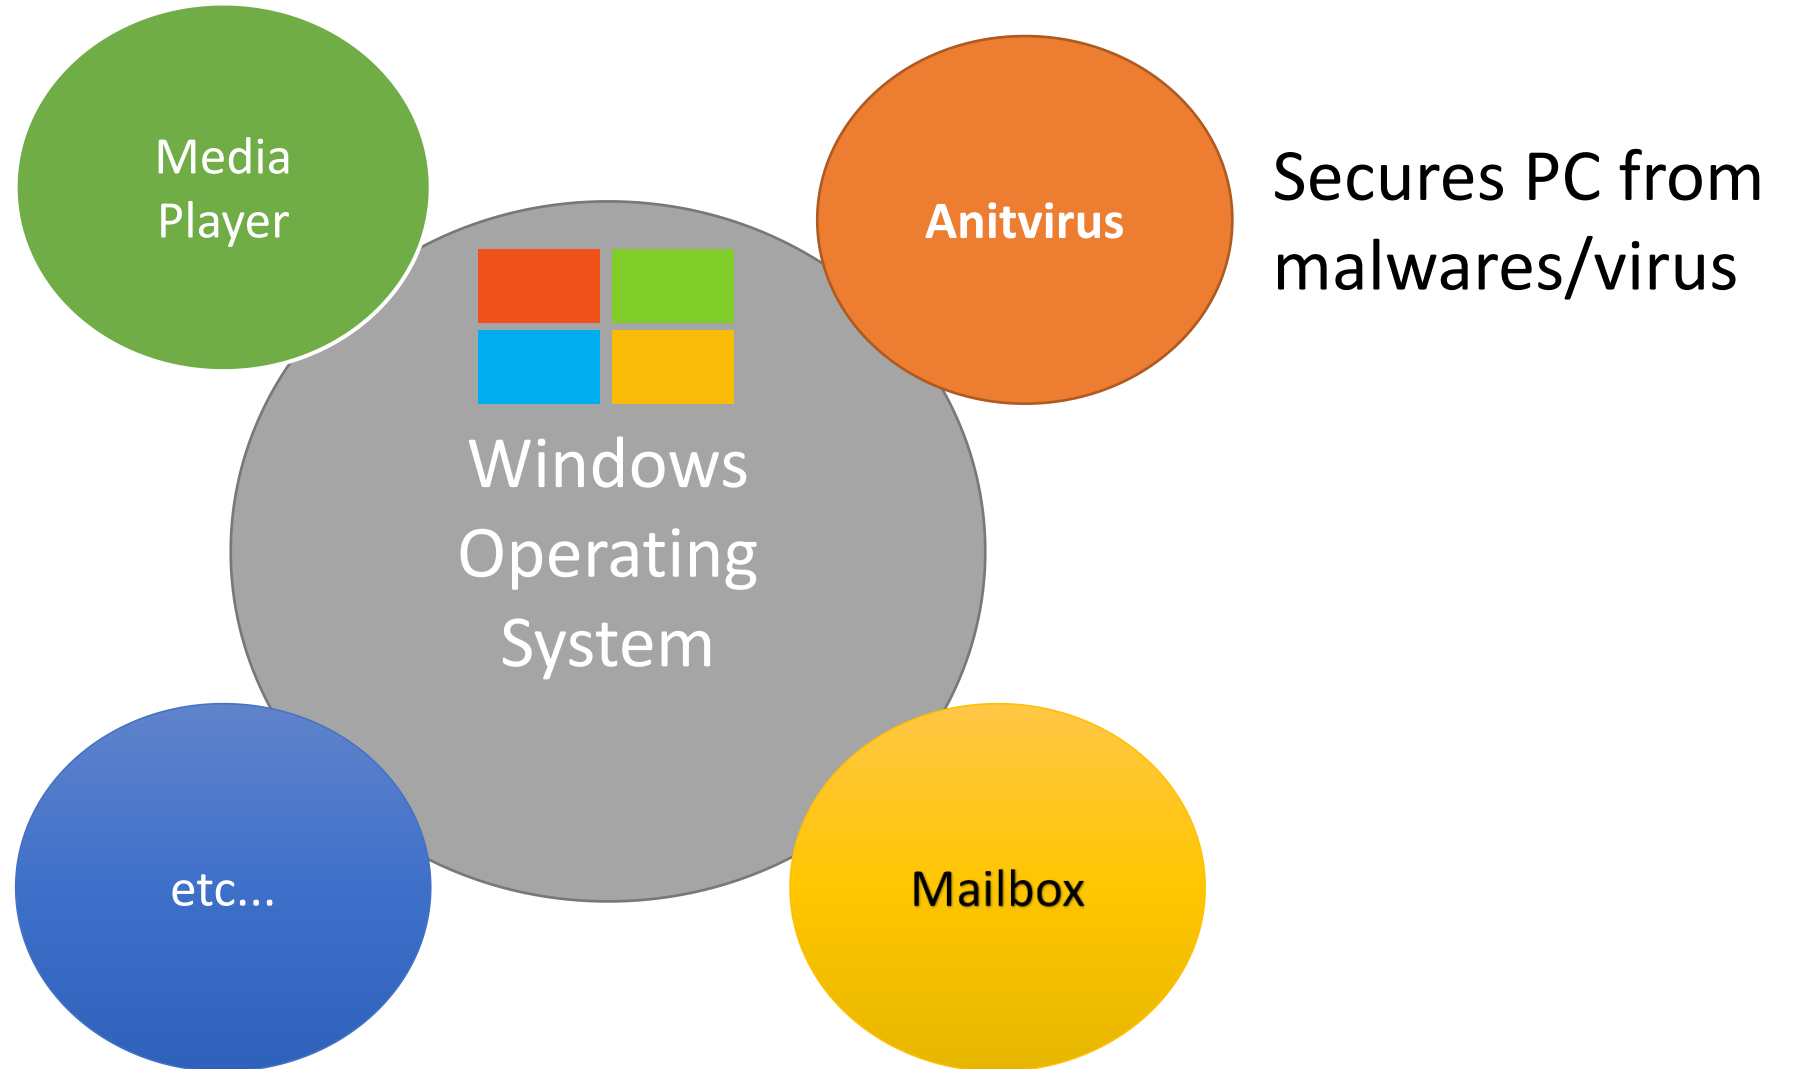 Media
Player
Anitvirus
Secures PC from
malwares/virus
Windows
Operating
System
etc...
Mailbox